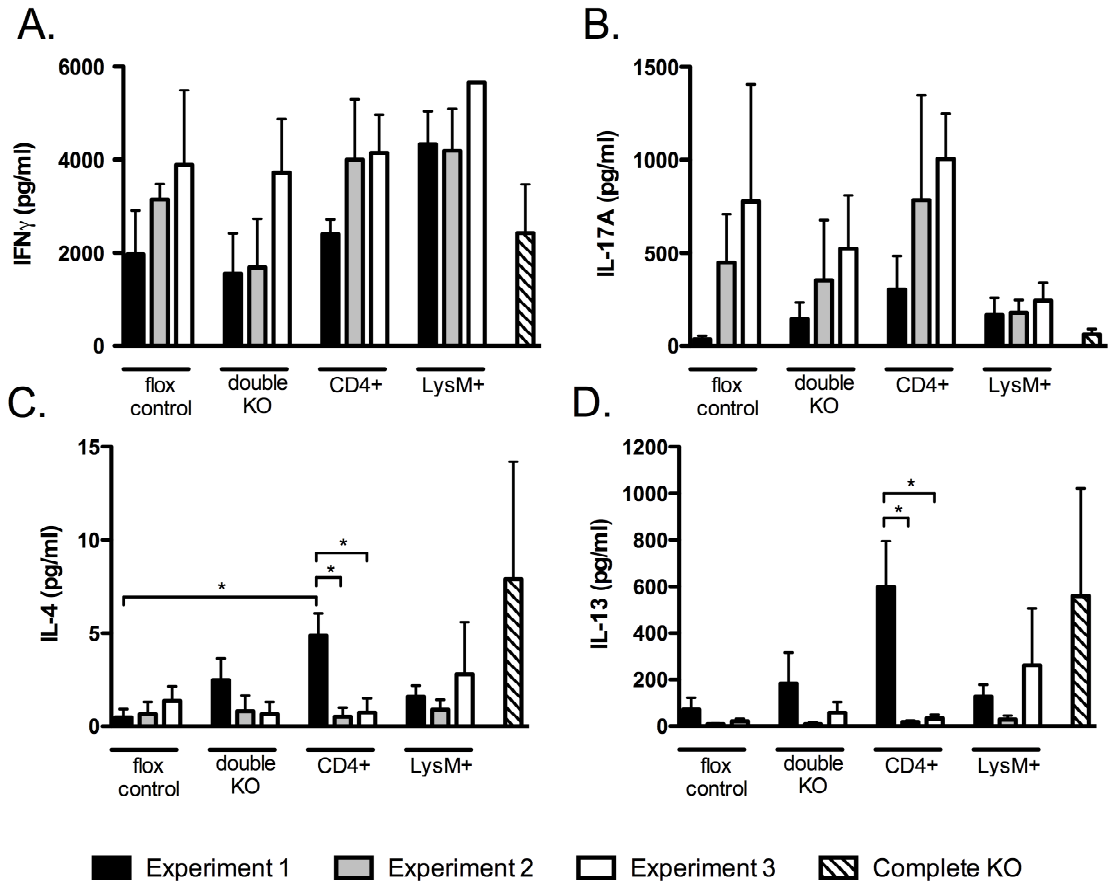 A.
IFNγ (pg/ml)
6000
4000
2000
0
flox
control
double
KO
CD4+
LysM+
B.
IL-17A (pg/ml)
1500
1000
500
0
flox
control
double
KO
CD4+
LysM+
C.
IL-4 (pg/ml)
15
10
5
0
*
*
*
flox
control
double
KO
CD4+
LysM+
D.
IL-13 (pg/ml)
1200
1000
800
600
400
200
0
*
*
flox
control
double
KO
CD4+
LysM+
Experiment 1 Experiment 2 Experiment 3 Complete KO